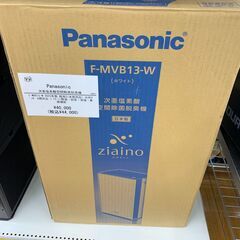 Panasonic
F-MVB13-W
(ホワイト)
Panasonic
次亜塩素酸空間除菌脱臭機
¥40,000
(税込¥44,000)
次亜塩素酸
空間除菌脱臭機
日本製
ziaino